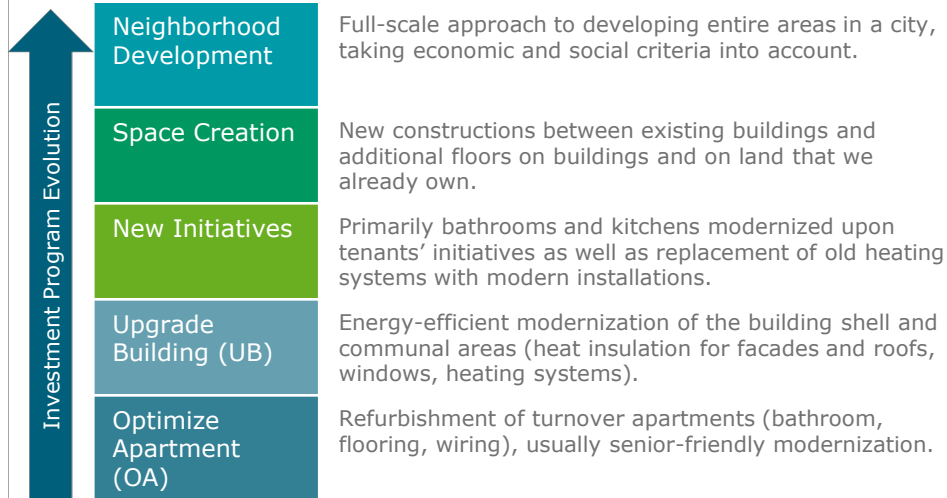 Investment Program Evolution
Neighborhood
Development
Full-scale approach to developing entire areas in a city,
taking economic and social criteria into account.
Space Creation
New constructions between existing buildings and
additional floors on buildings and on land that we
already own.
New Initiatives
Primarily bathrooms and kitchens modernized upon
tenants’ initiatives as well as replacement of old heating
systems with modern installations.
Upgrade
Building (UB)
Energy-efficient modernization of the building shell and
communal areas (heat insulation for facades and roofs,
windows, heating systems).
Optimize
Apartment
(OA)
Refurbishment of turnover apartments (bathroom,
flooring, wiring), usually senior-friendly modernization.